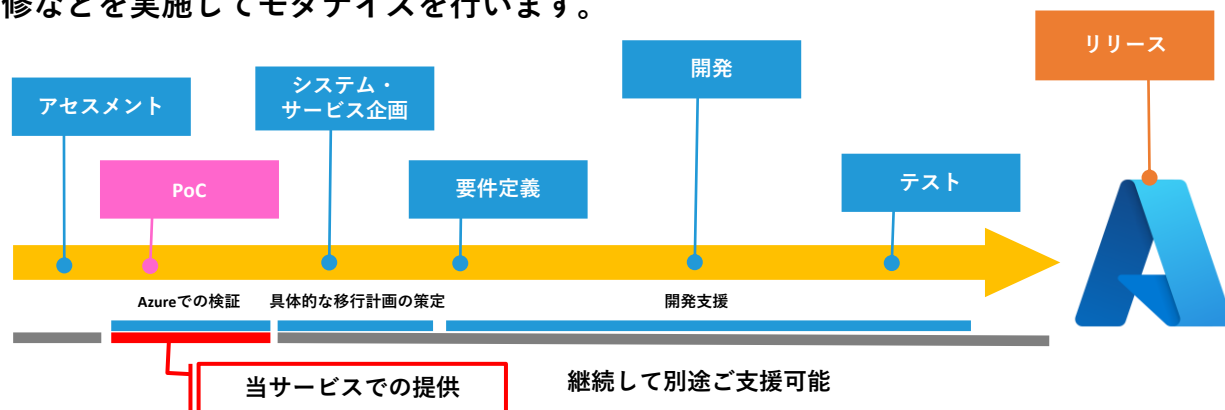 修などを実施してモダナイズを行います。
リリース
開発
システム・
サービス企画
アセスメント
PoC
要件定義
テスト
Azureでの検証
具体的な移行計画の策定
開発支援
当サービスでの提供
継続して別途ご支援可能